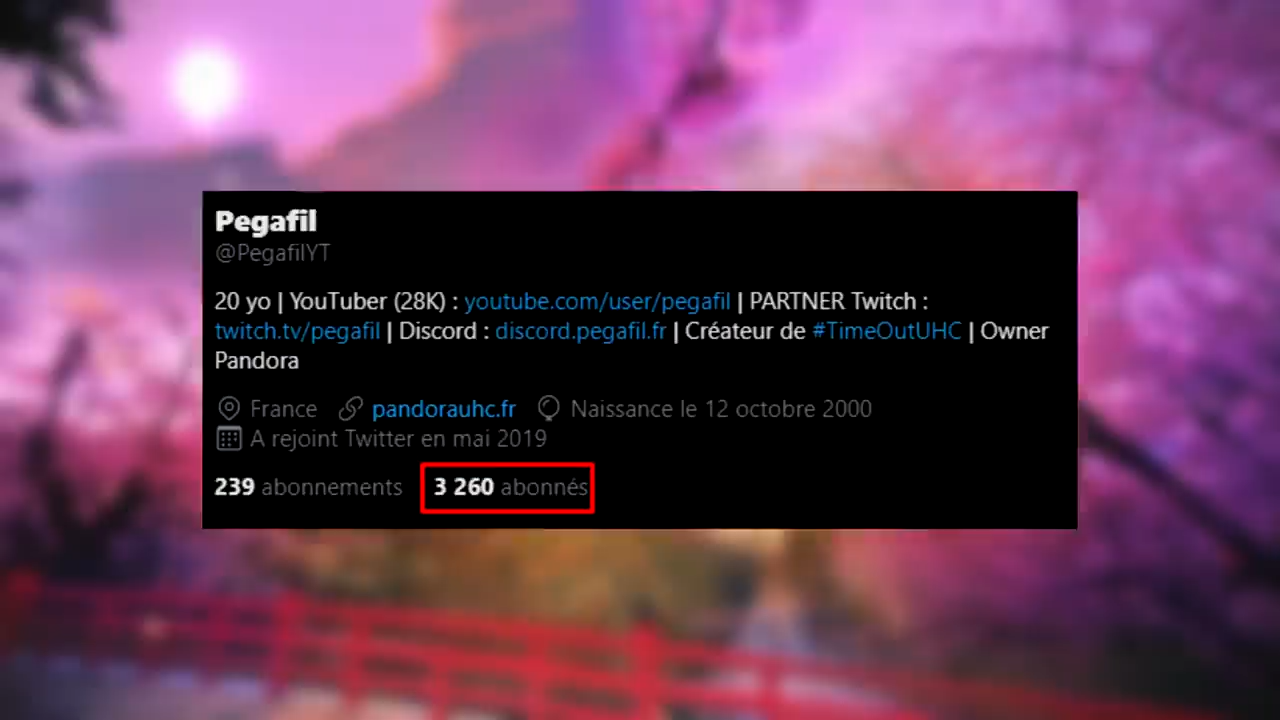 Pegafil
@PegafilYT
20 yo | YouTuber (28K) : youtube.com/user/pegafil | PARTNER Twitch :
twitch.tv/pegafil | Discord : discord.pegafil.fr | Créateur de #TimeOutUHC | Owner
Pandora
France pandorauhc.fr Naissance le 12 octobre 2000
A rejoint Twitter en mai 2019
239 abonnements 3 260 abonnés